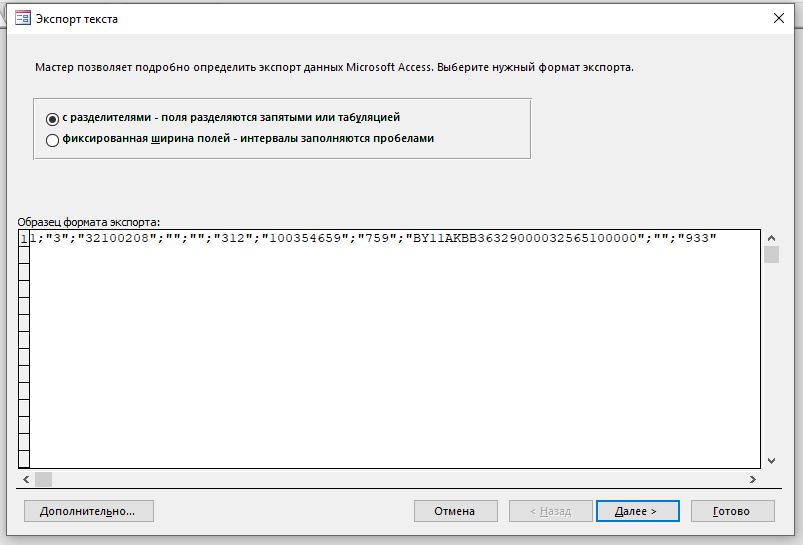 Экспорт текста
Мастер позволяет подробно определить экспорт данных Microsoft Access. Выберите нужный формат экспорта.
с разделителями - поля разделяются запятыми или табуляцией
фиксированная ширина полей - интервалы заполняются пробелами
Образец формата экспорта:
1 1;"3";"32100208";"";"";"312";"100354659";"759";"BY11AKBB36329000032565100000";"";"933"
Дополнительно... Отмена < Назад Далее > Готово